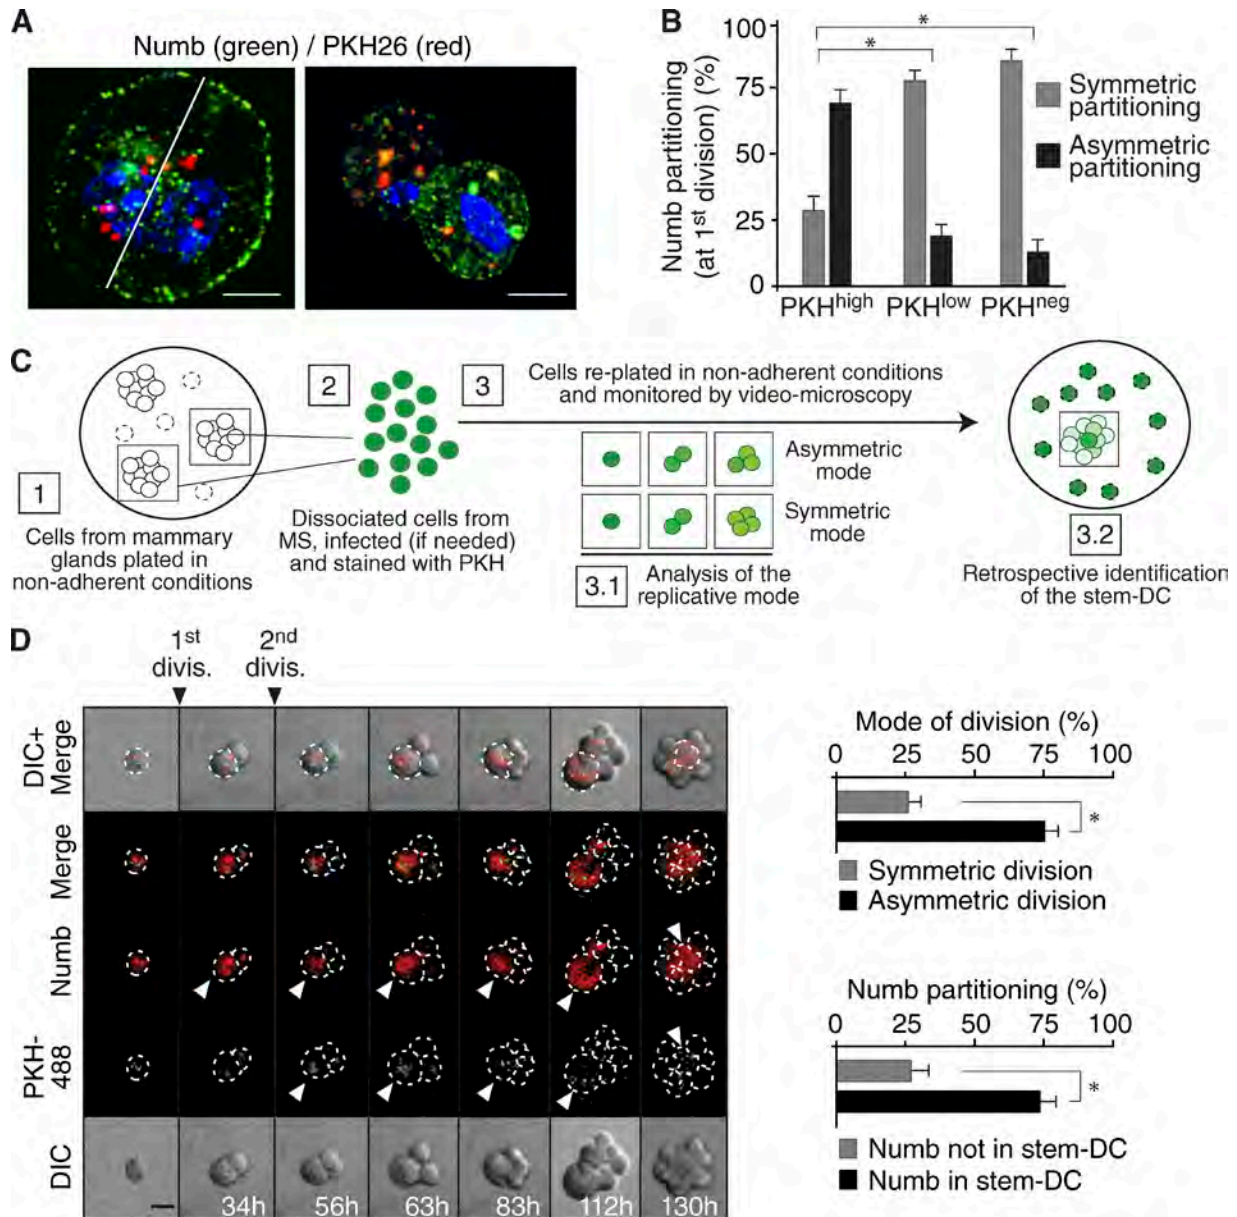 A
Numb (green) / PKH26 (red)
B
Numb partitioning
(at 1st division) (%)
100
75
50
25
0
*
*
PKHhigh
PKHlow
PKHneg
Symmetric
partitioning
Asymmetric
partitioning
C
1
Cells from mammary
glands plated in
non-adherent conditions
2
Dissociated cells from
MS, infected (if needed)
and stained with PKH
3
Cells re-plated in non-adherent conditions
and monitored by video-microscopy
Asymmetric
mode
Symmetric
mode
3.1
Analysis of the
replicative mode
3.2
Retrospective identification
of the stem-DC
D
1st
divis.
2nd
divis.
DIC+
Merge
Merge
Numb
PKH-
488
DIC
34h
56h
63h
83h
112h
130h
Mode of division (%)
0 25 50 75 100
*
Symmetric division
Asymmetric division
Numb partitioning (%)
0 25 50 75 100
*
Numb not in stem-DC
Numb in stem-DC